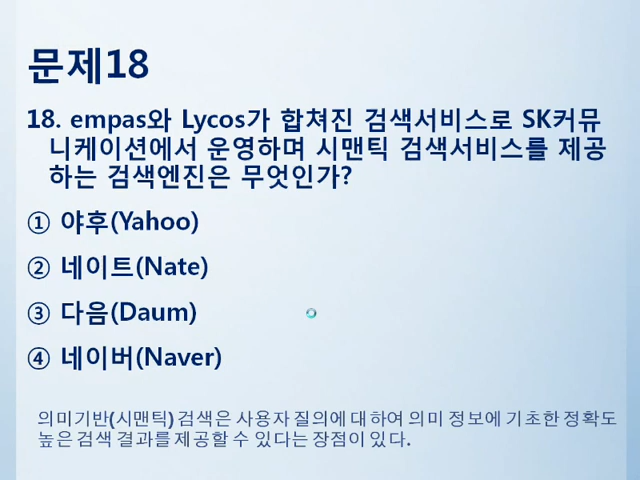 문제18
18. empas와 Lycos가 합쳐진 검색서비스로 SK커뮤
니케이션에서 운영하며 시맨틱 검색서비스를 제공
하는 검색엔진은 무엇인가?
① 야후(Yahoo)
② 네이트(Nate)
③ 다음(Daum)
④ 네이버(Naver)
의미기반(시맨틱) 검색은 사용자 질의에 대하여 의미 정보에 기초한 정확도
높은 검색 결과를 제공할 수 있다는 장점이 있다.